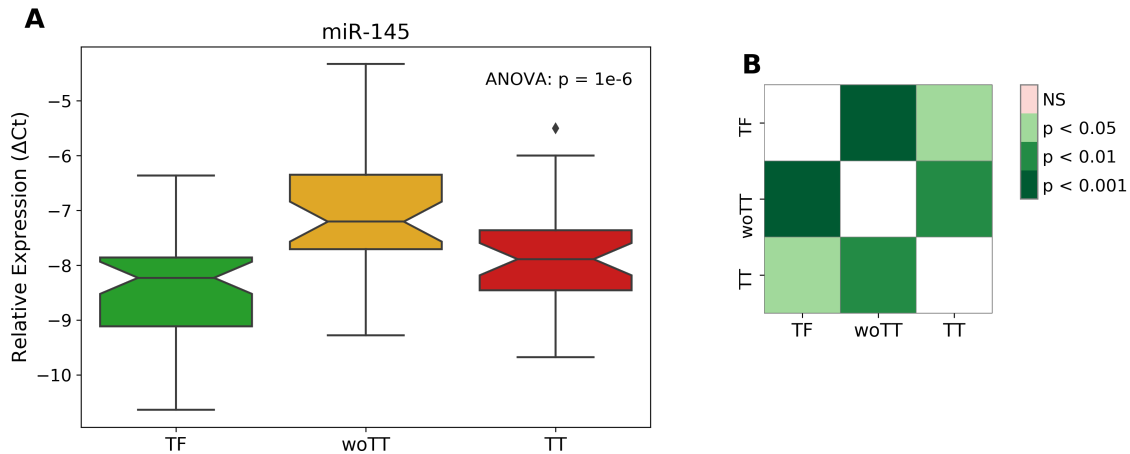 A
miR-145
ANOVA: p = 1e-6
Relative Expression (ΔCt)
−5
−6
−7
−8
−9
−10
TF
woTT
TT
B
TF
woTT
TT
TF
woTT
TT
NS
p < 0.05
p < 0.01
p < 0.001